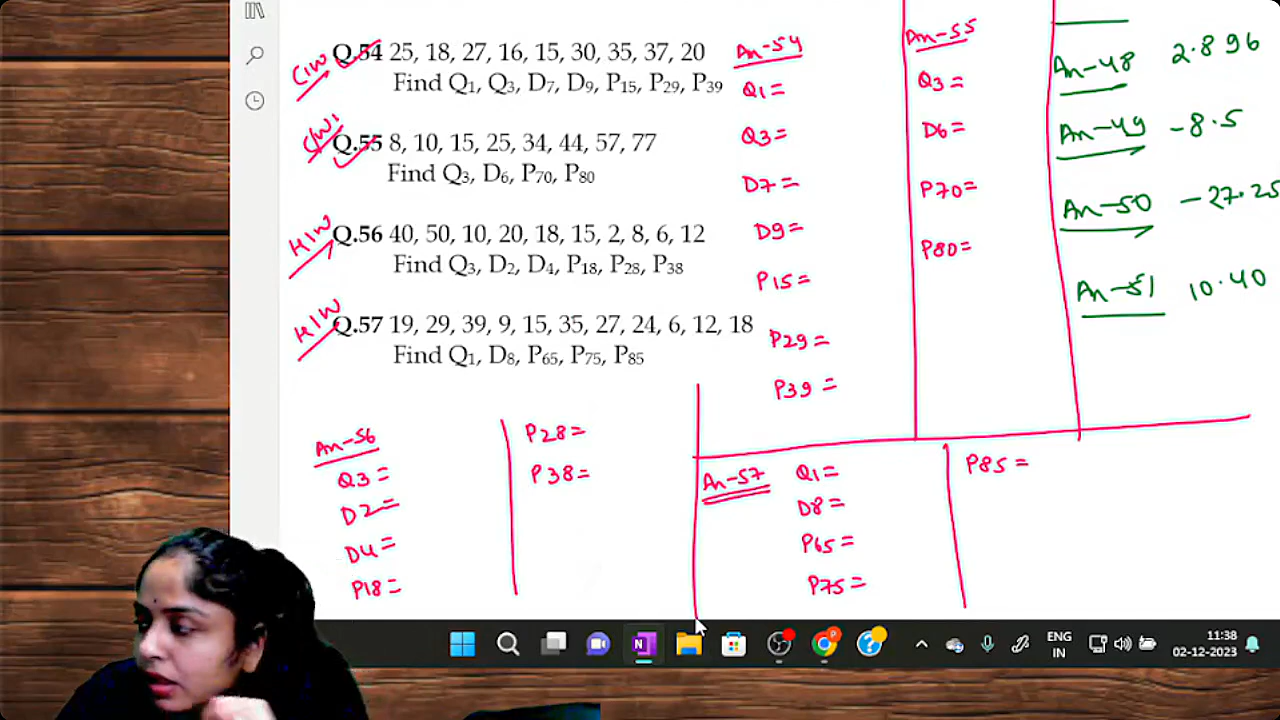 C/W Q.54 25, 18, 27, 16, 15, 30, 35, 37, 20
Find Q₁, Q₃, D₇, D₉, P₁₅, P₂₉, P₃₉
C/W Q.55 8, 10, 15, 25, 34, 44, 57, 77
Find Q₃, D₆, P₇₀, P₈₀
H/W Q.56 40, 50, 10, 20, 18, 15, 2, 8, 6, 12
Find Q₃, D₂, D₄, P₁₈, P₂₈, P₃₈
H/W Q.57 19, 29, 39, 9, 15, 35, 27, 24, 6, 12, 18
Find Q₁, D₈, P₆₅, P₇₅, P₈₅
An-54
Q1=
Q3=
D7=
D9=
P15=
P29=
P39=
An-55
Q3=
D6=
P70=
P80=
An-48 2.896
An-49 -8.5
An-50 -27.25
An-51 10.40
An-56
Q3=
D2=
D4=
P18=
P28=
P38=
An-57 Q1=
D8=
P65=
P75=
P85=
ENG
IN
11:38
02-12-2023